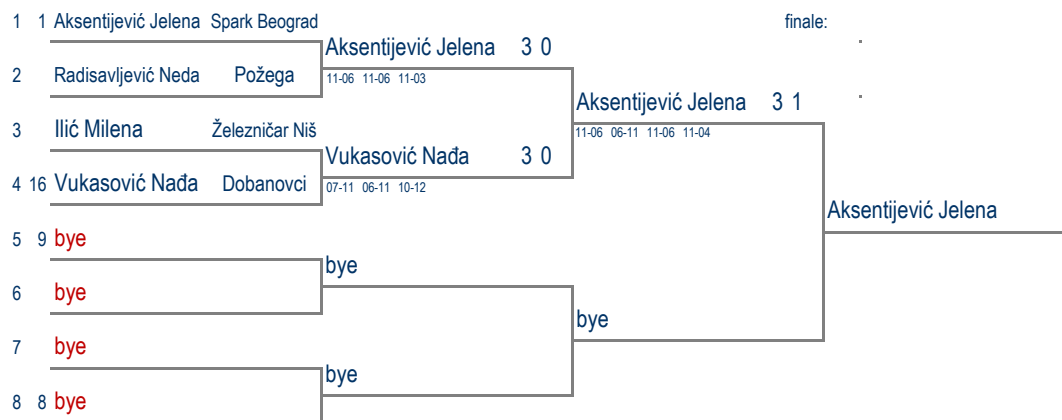 1 1 Aksentijević Jelena Spark Beograd finale:
Aksentijević Jelena 3 0
2 Radisavljević Neda Požega 11-06 11-06 11-03
Aksentijević Jelena 3 1
3 Ilić Milena Železničar Niš 11-06 06-11 11-06 11-04
Vukasović Nađa 3 0
4 16 Vukasović Nađa Dobanovci 07-11 06-11 10-12
Aksentijević Jelena
5 9 bye
bye
6 bye
bye
7 bye
bye
8 8 bye